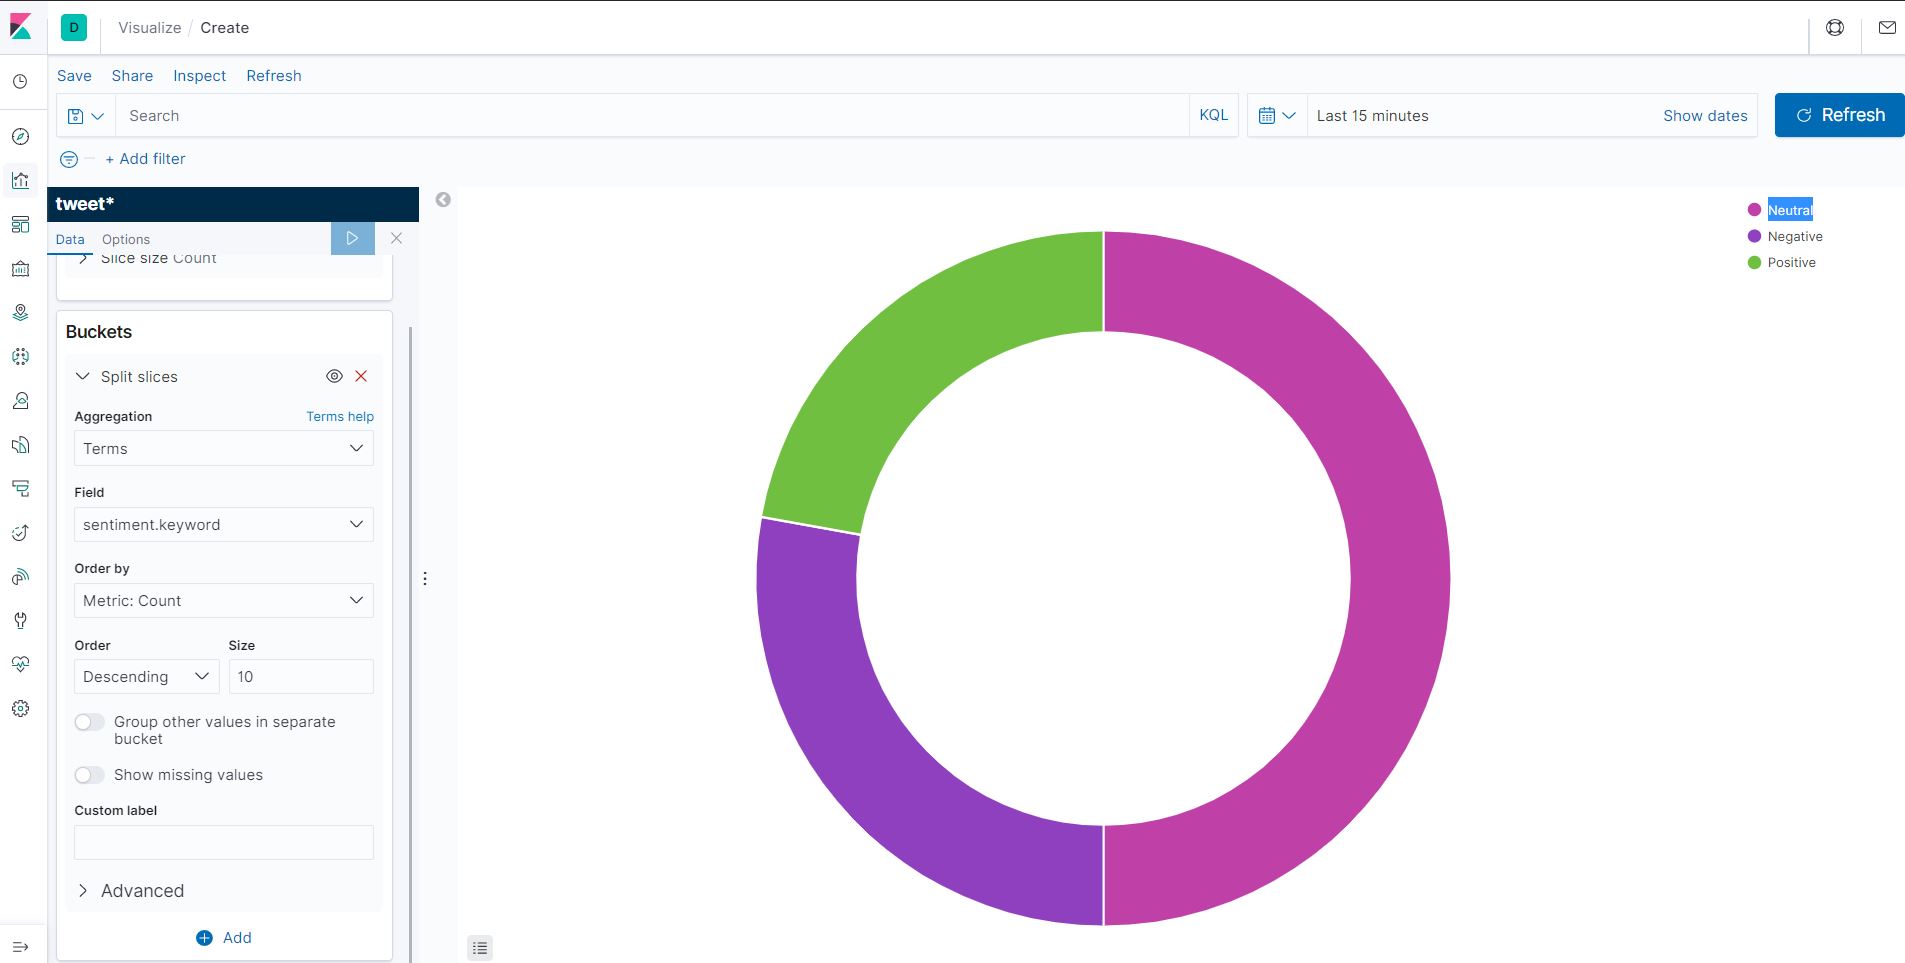 D Visualize / Create
Save Share Inspect Refresh
Search KQL Last 15 minutes Show dates Refresh
+ Add filter
tweet*
Data Options
Slice size Count
Buckets
Split slices
Aggregation Terms help
Terms
Field
sentiment.keyword
Order by
Metric: Count
Order Size
Descending 10
Group other values in separate
bucket
Show missing values
Custom label
Advanced
Add
Neutral
Negative
Positive